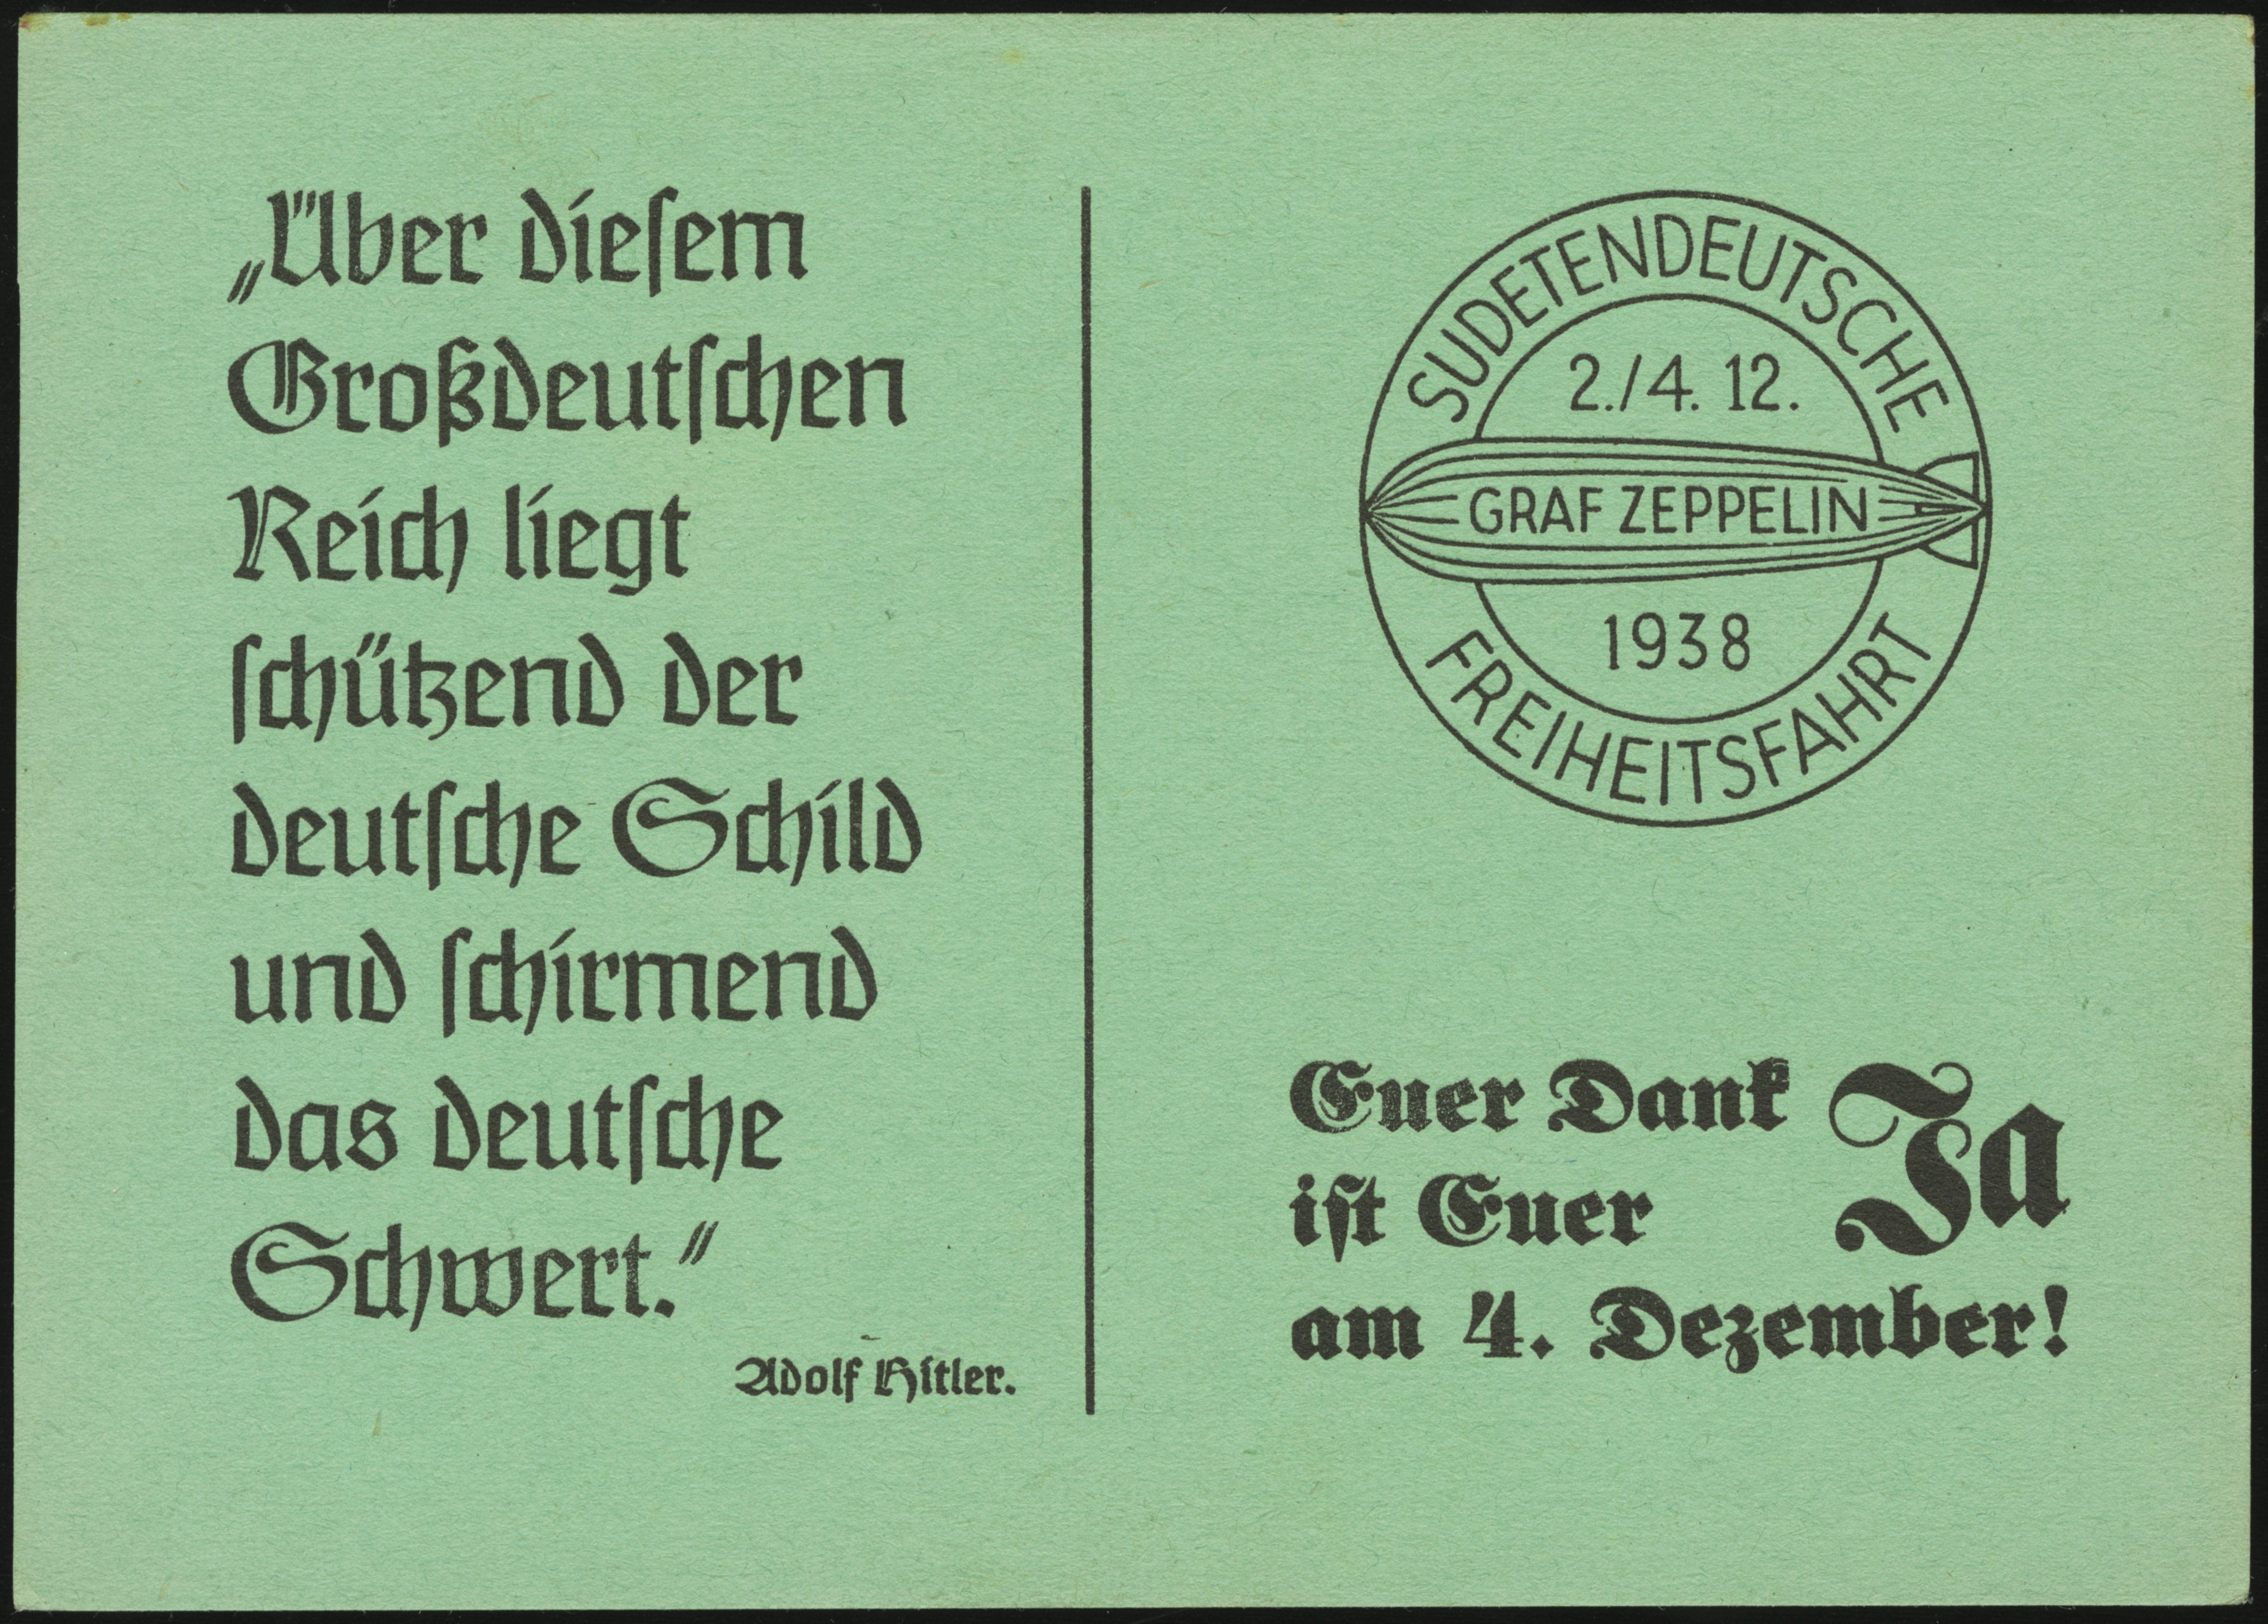 „Über diesem
Großdeutschen
Reich liegt
schützend der
deutsche Schild
und schirmend
das deutsche
Schwert.“
Adolf Hitler.
SUDETENDEUTSCHE
2./4. 12.
GRAF ZEPPELIN
1938
FREIHEITSFAHRT
Euer Dank Ja
ist Euer
am 4. Dezember!